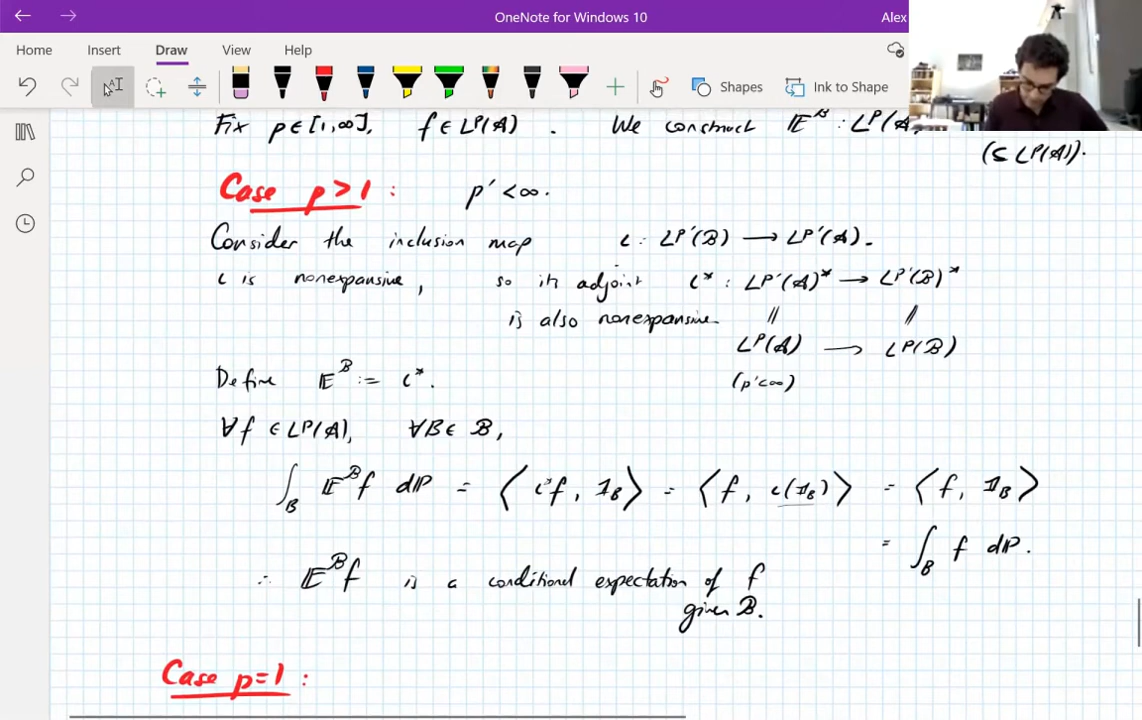 OneNote for Windows 10
Alex
Home Insert Draw View Help
Shapes Ink to Shape
Fix p ∈ [1,∞], f ∈ L^p(𝒜). We construct 𝔼^ℬ : L^p(𝒜
(⊆ L^p(𝒜)).
Case p > 1 : p' < ∞.
Consider the inclusion map ι : L^p'(ℬ) ⟶ L^p'(𝒜).
ι is nonexpansive, so its adjoint ι* : L^p'(𝒜)* ⟶ L^p'(ℬ)*
is also nonexpansive
L^p(𝒜) ⟶ L^p(ℬ)
(p'<∞)
Define 𝔼^ℬ := ι*.
∀f ∈ L^p(𝒜), ∀B ∈ ℬ,
∫_B 𝔼^ℬ f dℙ = ⟨ι*f, 𝟙_B⟩ = ⟨f, ι(𝟙_B)⟩ = ⟨f, 𝟙_B⟩
= ∫_B f dℙ.
∴ 𝔼^ℬ f is a conditional expectation of f
given ℬ.
Case p=1 :